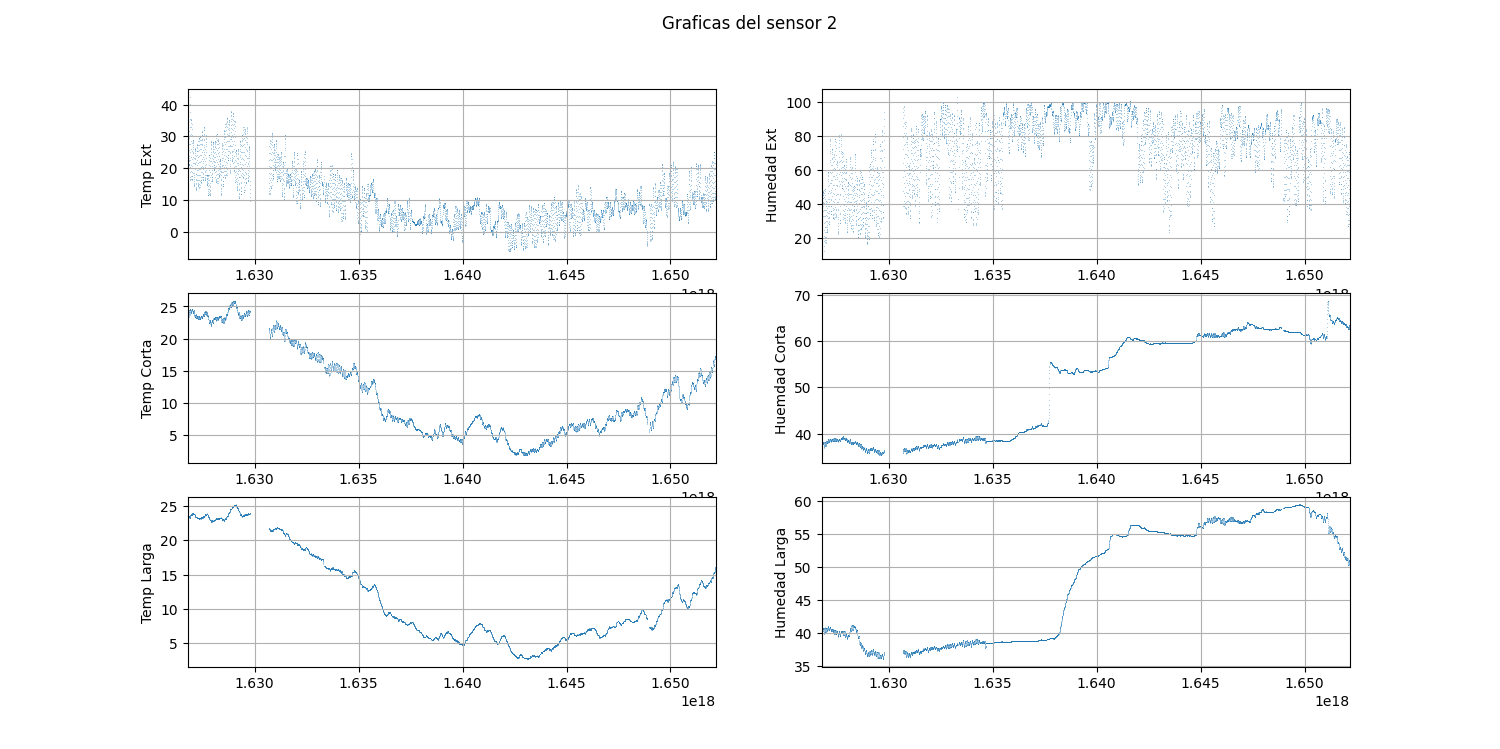 Graficas del sensor 2
40
30
20
10
0
Temp Ext
1.630 1.635 1.640 1.645 1.650
1e18
100
80
60
40
20
Humedad Ext
1.630 1.635 1.640 1.645 1.650
1e18
25
20
15
10
5
Temp Corta
1.630 1.635 1.640 1.645 1.650
1e18
70
60
50
40
Huemdad Corta
1.630 1.635 1.640 1.645 1.650
1e18
25
20
15
10
5
Temp Larga
1.630 1.635 1.640 1.645 1.650
1e18
60
55
50
45
40
35
Humedad Larga
1.630 1.635 1.640 1.645 1.650
1e18